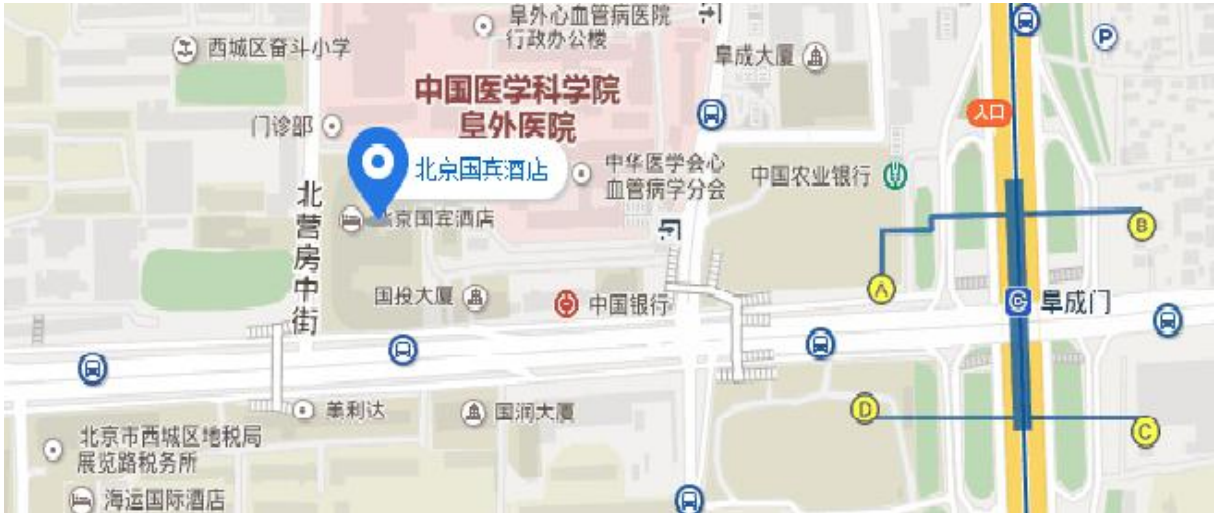 阜外心血管病医院
行政办公楼
西城区奋斗小学
阜成大厦
P
中国医学科学院
阜外医院
入口
门诊部
北京国宾酒店
中华医学会心
血管病学分会
中国农业银行
北京国宾酒店
北营房中街
B
A
国投大厦
中国银行
阜成门
美利达
国润大厦
D
C
北京市西城区地税局
展览路税务所
海运国际酒店